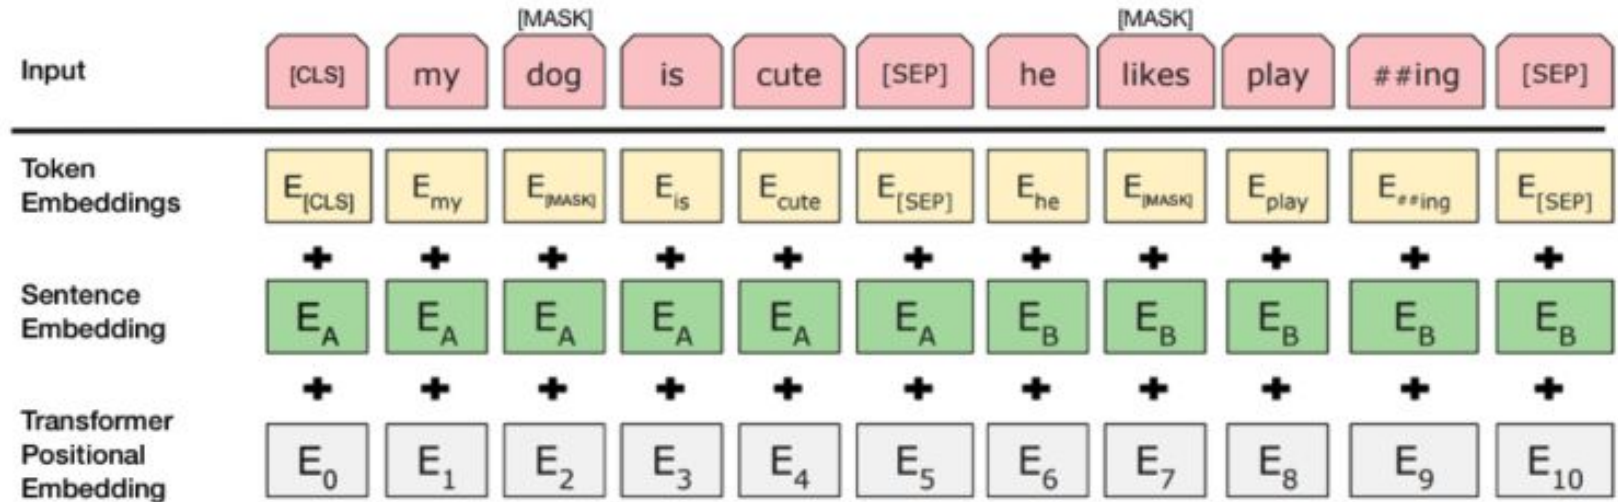 [MASK] [MASK]
Input [CLS] my dog is cute [SEP] he likes play ##ing [SEP]
Token
Embeddings
E[CLS] Emy E[MASK] Eis Ecute E[SEP] Ehe E[MASK] Eplay E##ing E[SEP]
+ + + + + + + + + + +
Sentence
Embedding
EA EA EA EA EA EA EB EB EB EB EB
+ + + + + + + + + + +
Transformer
Positional
Embedding
E0 E1 E2 E3 E4 E5 E6 E7 E8 E9 E10